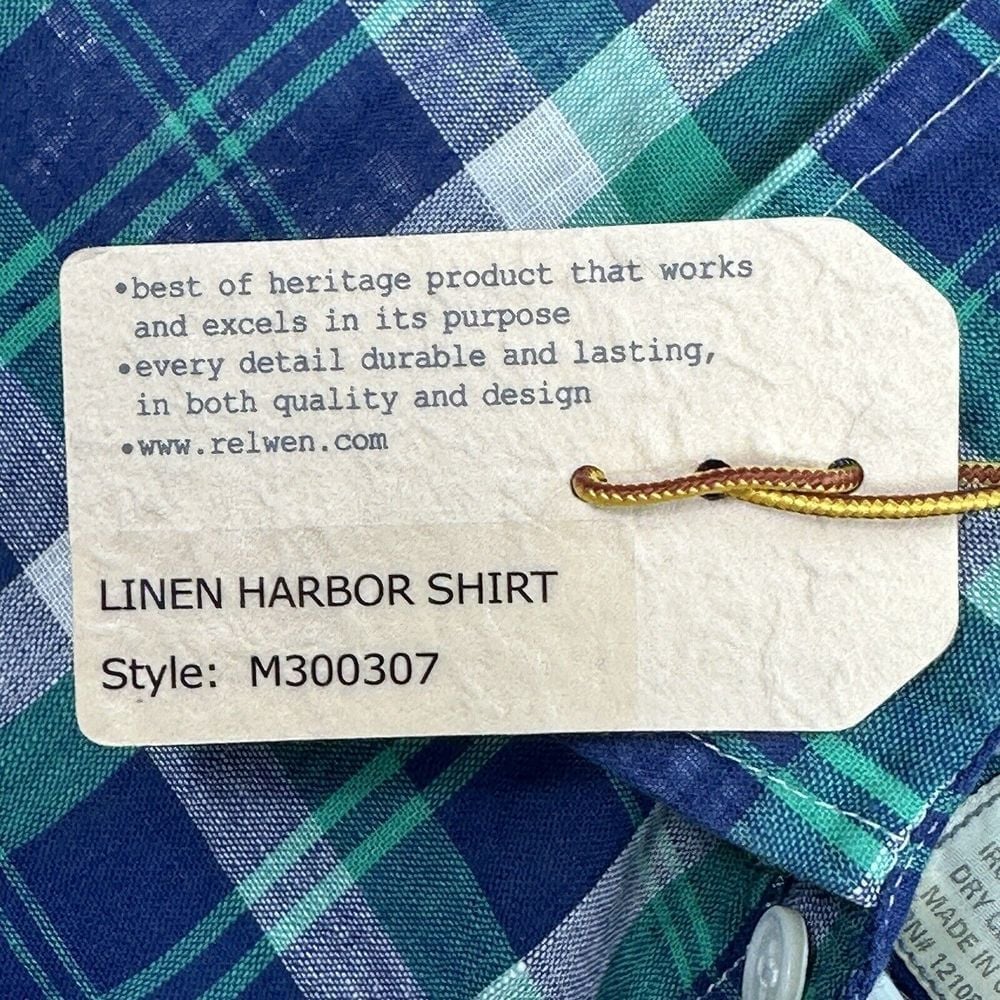 •best of heritage product that works
and excels in its purpose
•every detail durable and lasting,
in both quality and design
•www.relwen.com
LINEN HARBOR SHIRT
Style: M300307
DRY
MADE IN